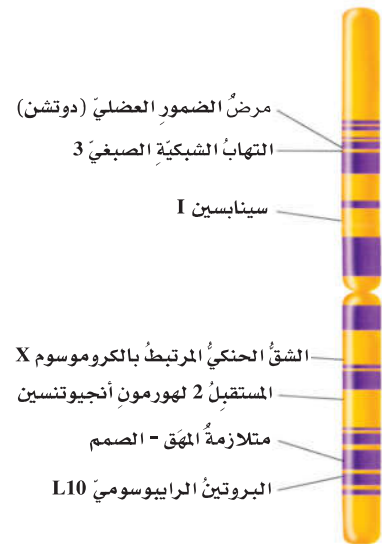 مرضُ الضمورِ العضليّ (دوتشن)
التهابُ الشبكيّةِ الصبغيّ 3
سينابسين I
الشقُّ الحنكيُّ المرتبطُ بالكروموسوم X
المستقبِلُ 2 لهورمونِ أنجيوتنسين
متلازمةُ المهَق - الصمم
البروتينُ الرايبوسوميّ L10